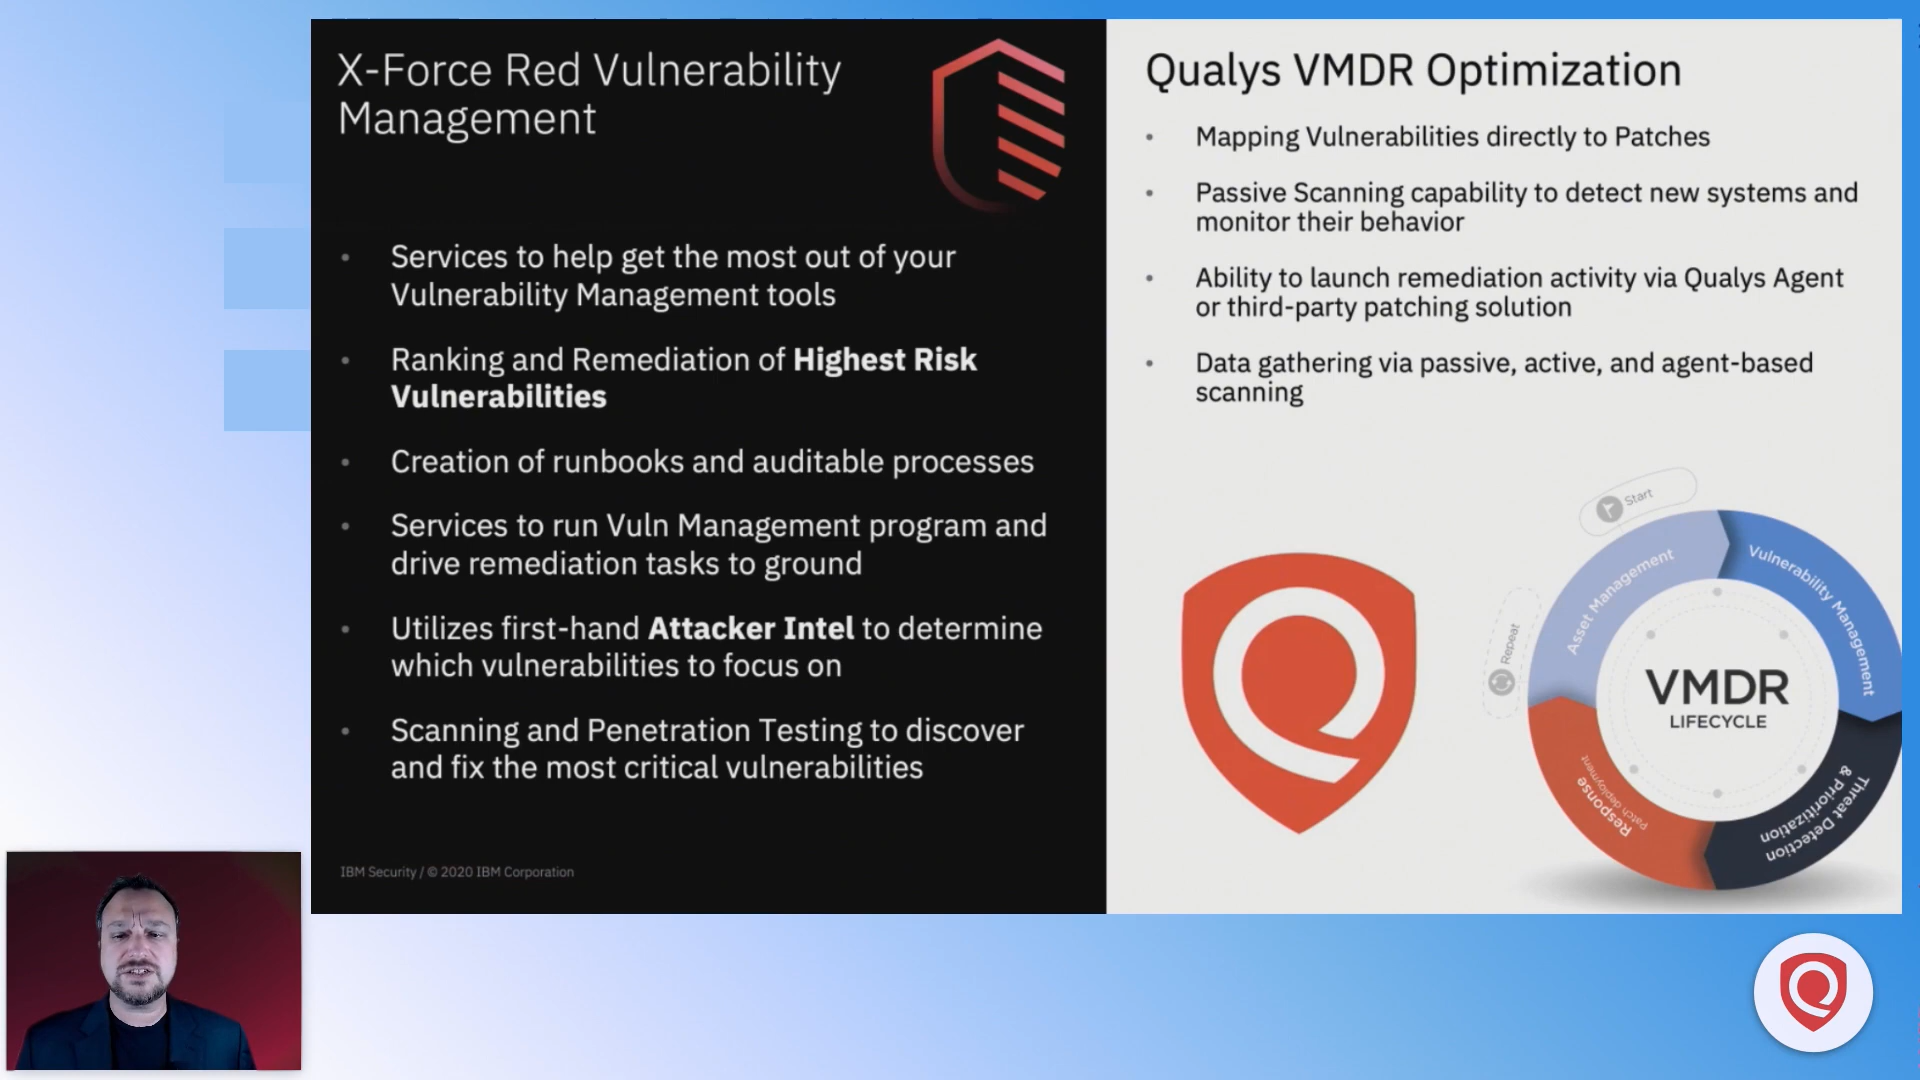 X-Force Red Vulnerability
Management
Services to help get the most out of your
Vulnerability Management tools
Ranking and Remediation of Highest Risk
Vulnerabilities
Creation of runbooks and auditable processes
Services to run Vuln Management program and
drive remediation tasks to ground
Utilizes first-hand Attacker Intel to determine
which vulnerabilities to focus on
Scanning and Penetration Testing to discover
and fix the most critical vulnerabilities
IBM Security / © 2020 IBM Corporation
Qualys VMDR Optimization
Mapping Vulnerabilities directly to Patches
Passive Scanning capability to detect new systems and
monitor their behavior
Ability to launch remediation activity via Qualys Agent
or third-party patching solution
Data gathering via passive, active, and agent-based
scanning
Start
Asset Management
Vulnerability Management
Repeat
VMDR
LIFECYCLE
Threat Detection
& Prioritization
Response
Patch deployment